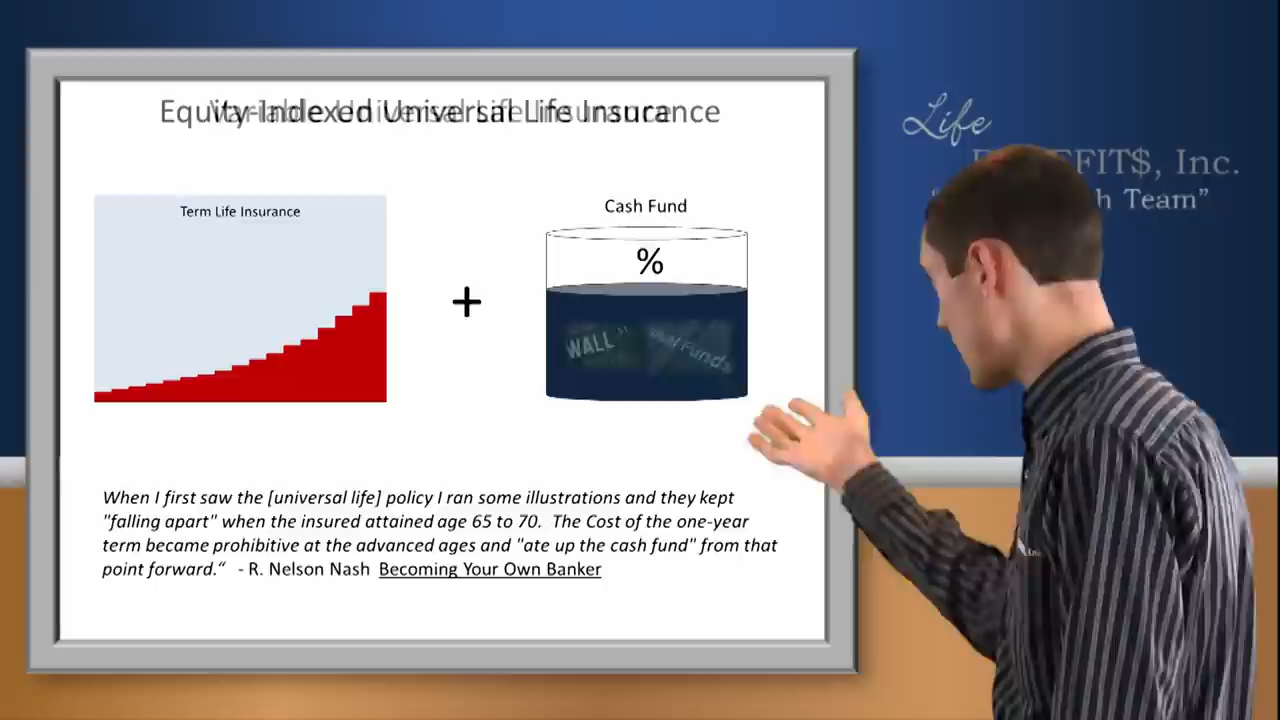 Equity-Indexed Universal Life Insurance
Life
FIT$, Inc.
Team”
Term Life Insurance
Cash Fund
%
+
WALL
Funds
When I first saw the [universal life] policy I ran some illustrations and they kept
"falling apart" when the insured attained age 65 to 70.  The Cost of the one-year
term became prohibitive at the advanced ages and "ate up the cash fund" from that
point forward.“  - R. Nelson Nash  Becoming Your Own Banker